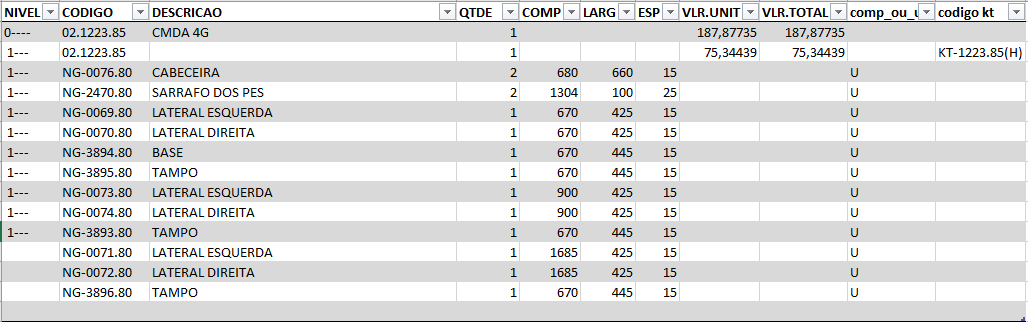 NIVEL CODIGO DESCRICAO QTDE COMP LARG ESP VLR.UNIT VLR.TOTAL comp_ou_u codigo kt
0---- 02.1223.85 CMDA 4G 1 187,87735 187,87735
1--- 02.1223.85 1 75,34439 75,34439 KT-1223.85(H)
1--- NG-0076.80 CABECEIRA 2 680 660 15 U
1--- NG-2470.80 SARRAFO DOS PES 2 1304 100 25 U
1--- NG-0069.80 LATERAL ESQUERDA 1 670 425 15 U
1--- NG-0070.80 LATERAL DIREITA 1 670 425 15 U
1--- NG-3894.80 BASE 1 670 445 15 U
1--- NG-3895.80 TAMPO 1 670 445 15 U
1--- NG-0073.80 LATERAL ESQUERDA 1 900 425 15 U
1--- NG-0074.80 LATERAL DIREITA 1 900 425 15 U
1--- NG-3893.80 TAMPO 1 670 445 15 U
NG-0071.80 LATERAL ESQUERDA 1 1685 425 15 U
NG-0072.80 LATERAL DIREITA 1 1685 425 15 U
NG-3896.80 TAMPO 1 670 445 15 U